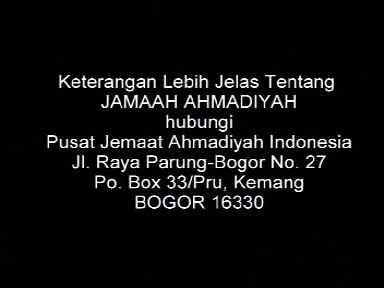 Keterangan Lebih Jelas Tentang
JAMAAH AHMADIYAH
hubungi
Pusat Jemaat Ahmadiyah Indonesia
Jl. Raya Parung-Bogor No. 27
Po. Box 33/Pru, Kemang
BOGOR 16330